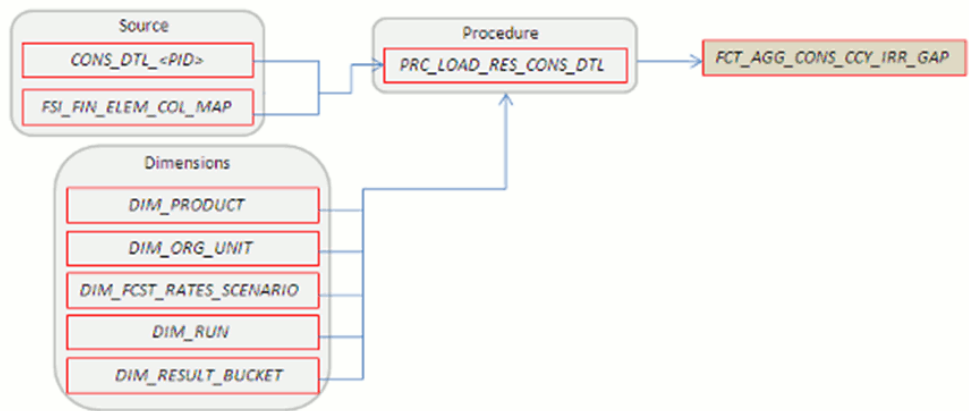 Source
CONS_DTL_<PID>
FSI_FIN_ELEM_COL_MAP
Procedure
PRC_LOAD_RES_CONS_DTL
FCT_AGG_CONS_CCY_IRR_GAP
Dimensions
DIM_PRODUCT
DIM_ORG_UNIT
DIM_FCST_RATES_SCENARIO
DIM_RUN
DIM_RESULT_BUCKET